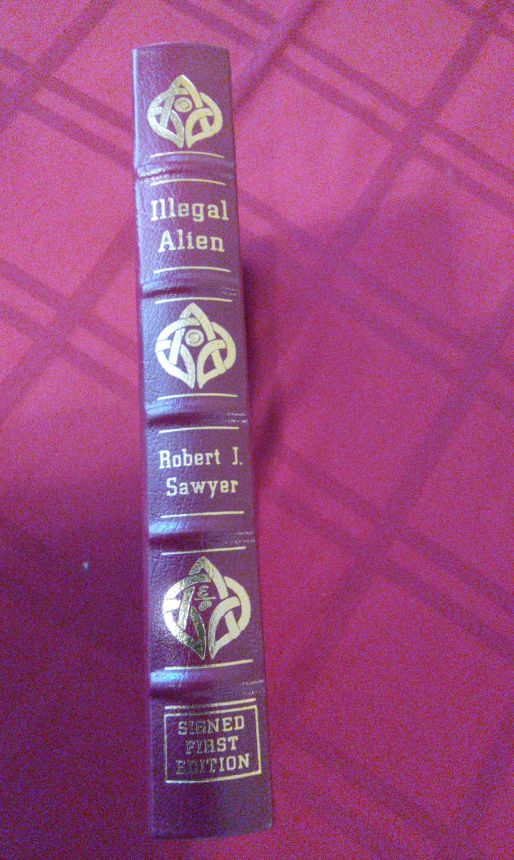 Illegal
Alien
Robert J.
Sawyer
SIGNED
FIRST
EDITION